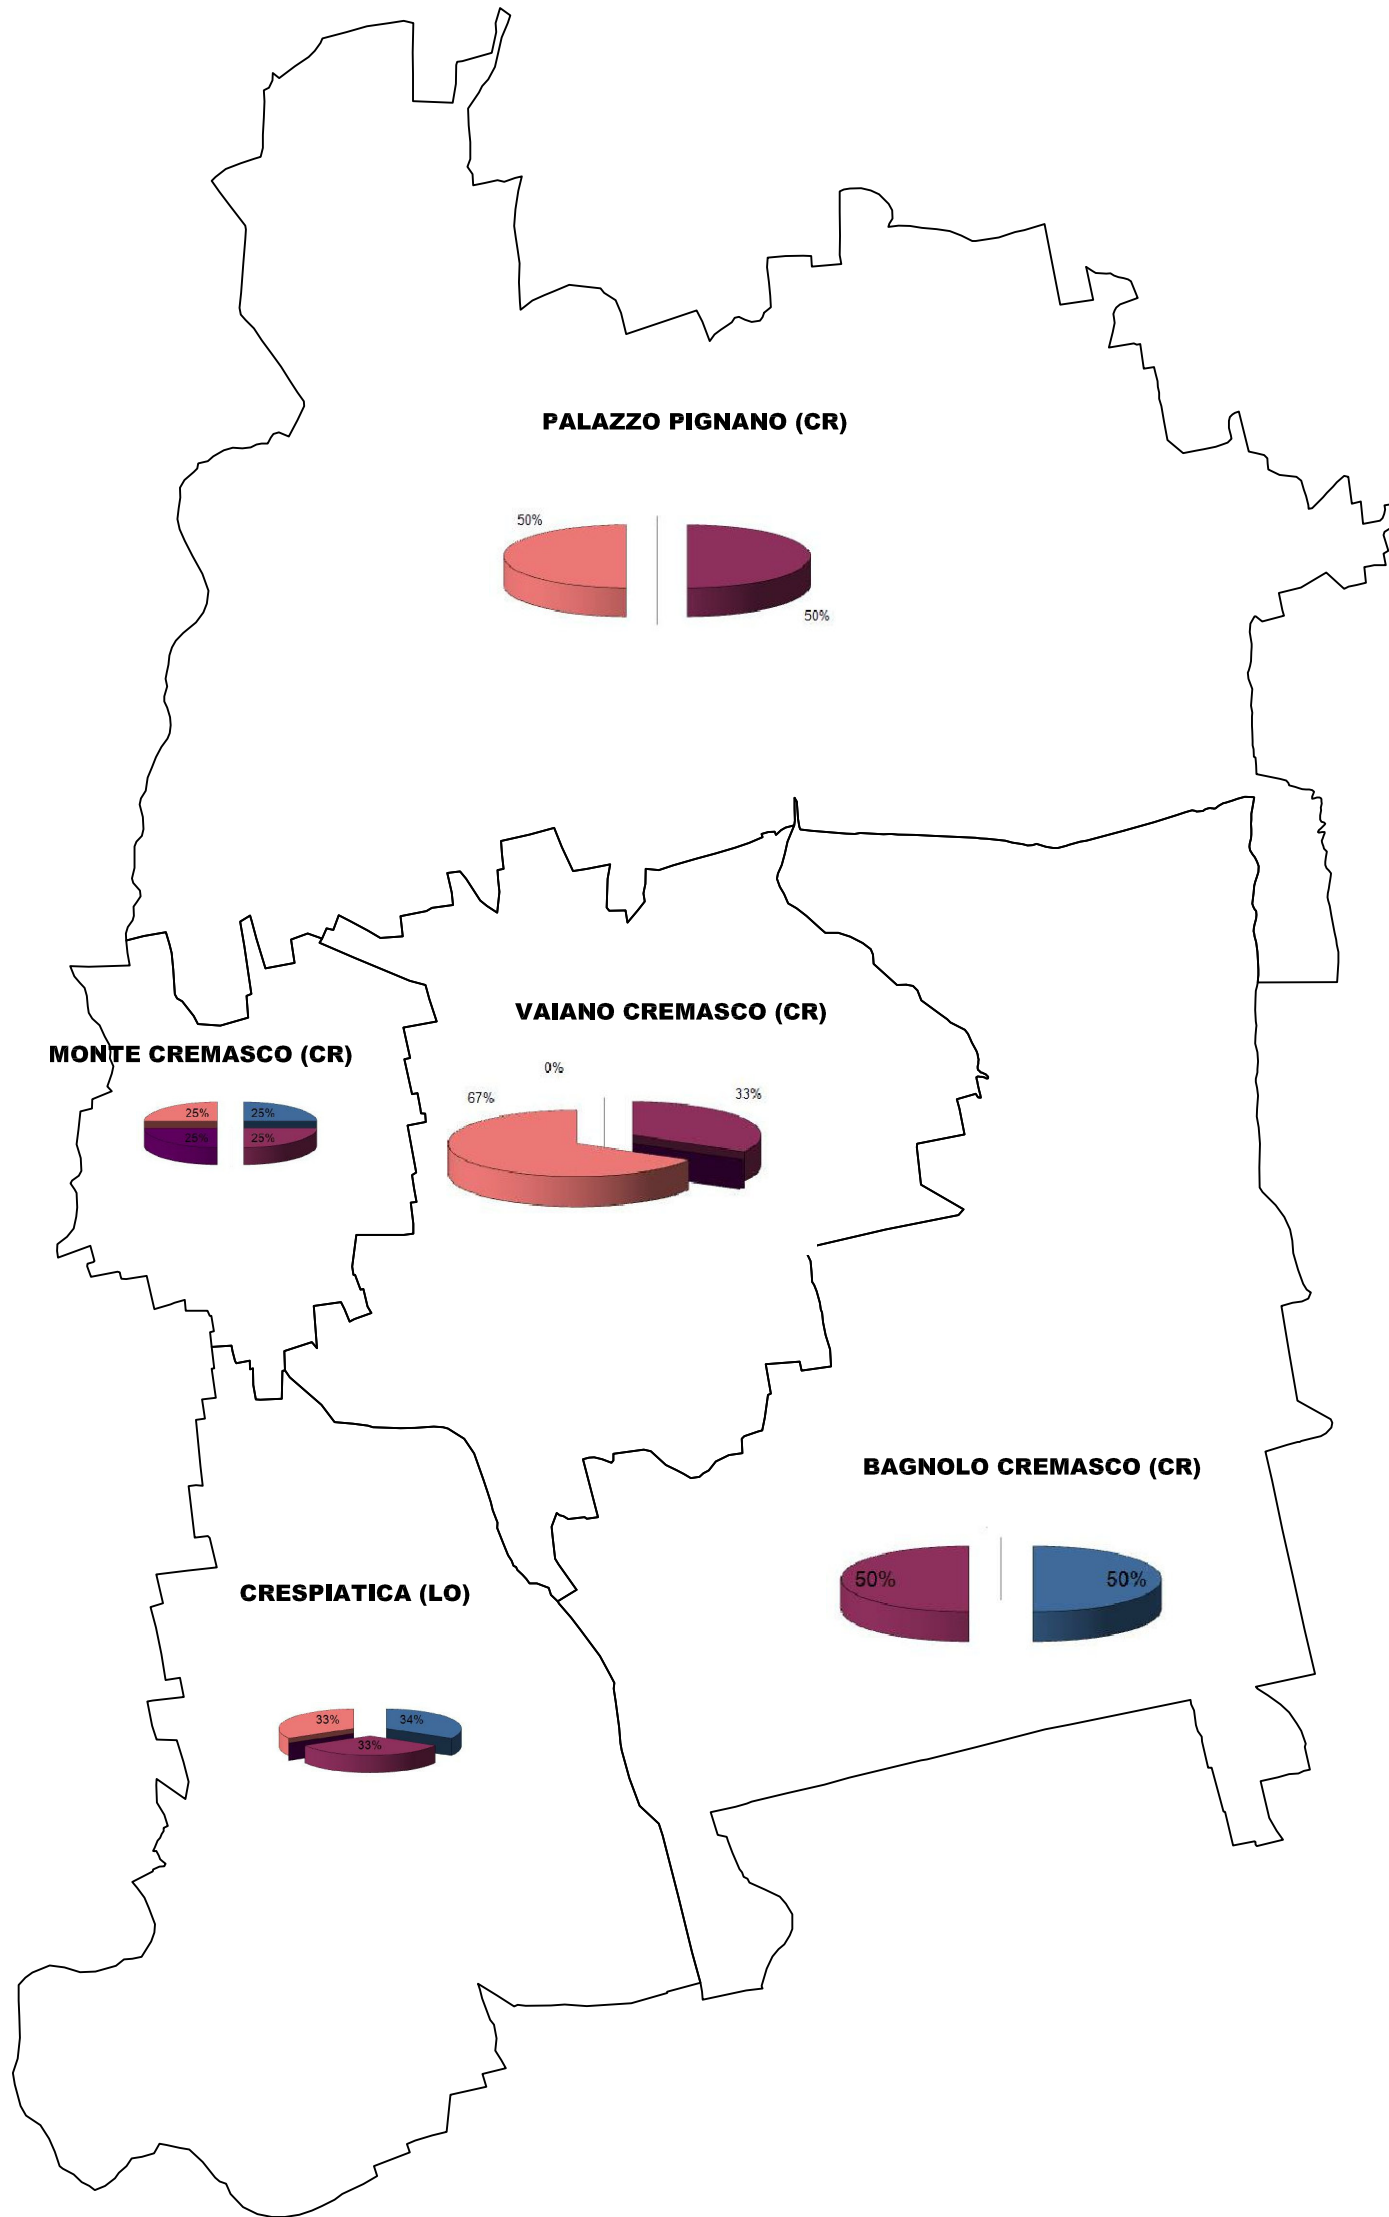 PALAZZO PIGNANO (CR)
50%
50%
VAIANO CREMASCO (CR)
0%
67%
33%
MONTE CREMASCO (CR)
25%
25%
25%
25%
BAGNOLO CREMASCO (CR)
50%
50%
CRESPIATICA (LO)
33%
34%
33%